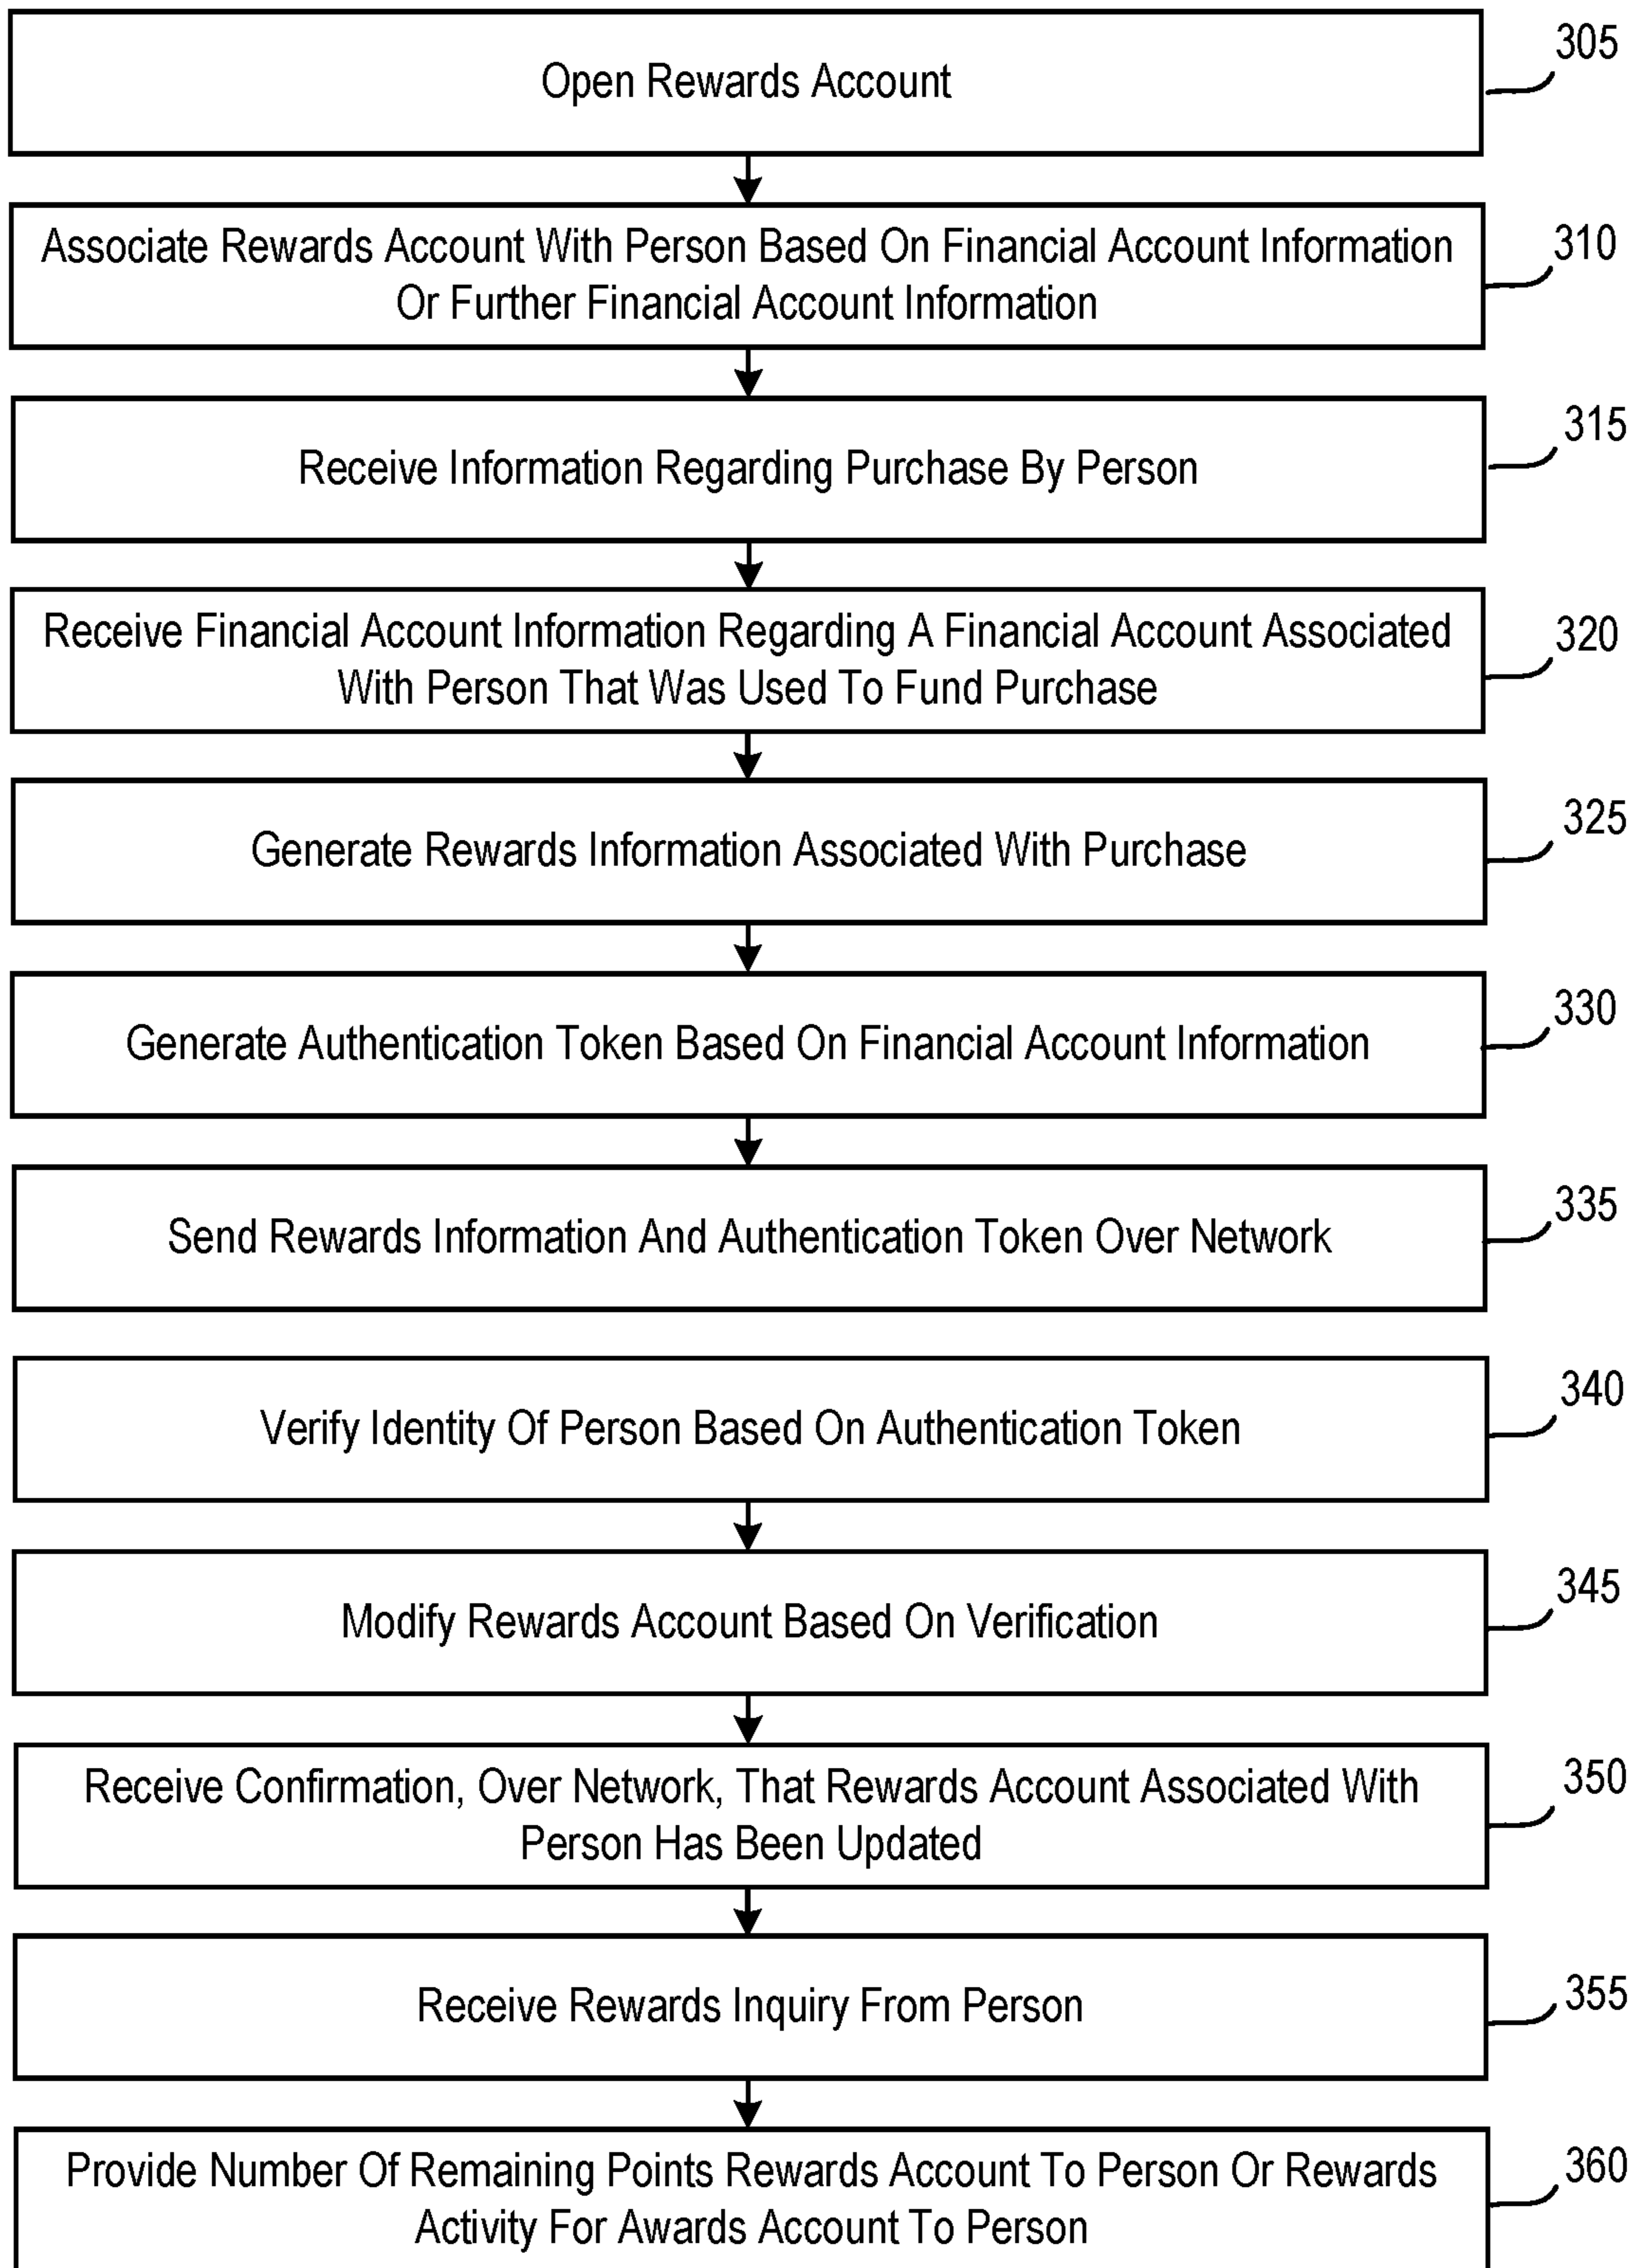 Open Rewards Account
305
Associate Rewards Account With Person Based On Financial Account Information
Or Further Financial Account Information
310
Receive Information Regarding Purchase By Person
315
Receive Financial Account Information Regarding A Financial Account Associated
With Person That Was Used To Fund Purchase
320
Generate Rewards Information Associated With Purchase
325
Generate Authentication Token Based On Financial Account Information
330
Send Rewards Information And Authentication Token Over Network
335
Verify Identity Of Person Based On Authentication Token
340
Modify Rewards Account Based On Verification
345
Receive Confirmation, Over Network, That Rewards Account Associated With
Person Has Been Updated
350
Receive Rewards Inquiry From Person
355
Provide Number Of Remaining Points Rewards Account To Person Or Rewards
Activity For Awards Account To Person
360